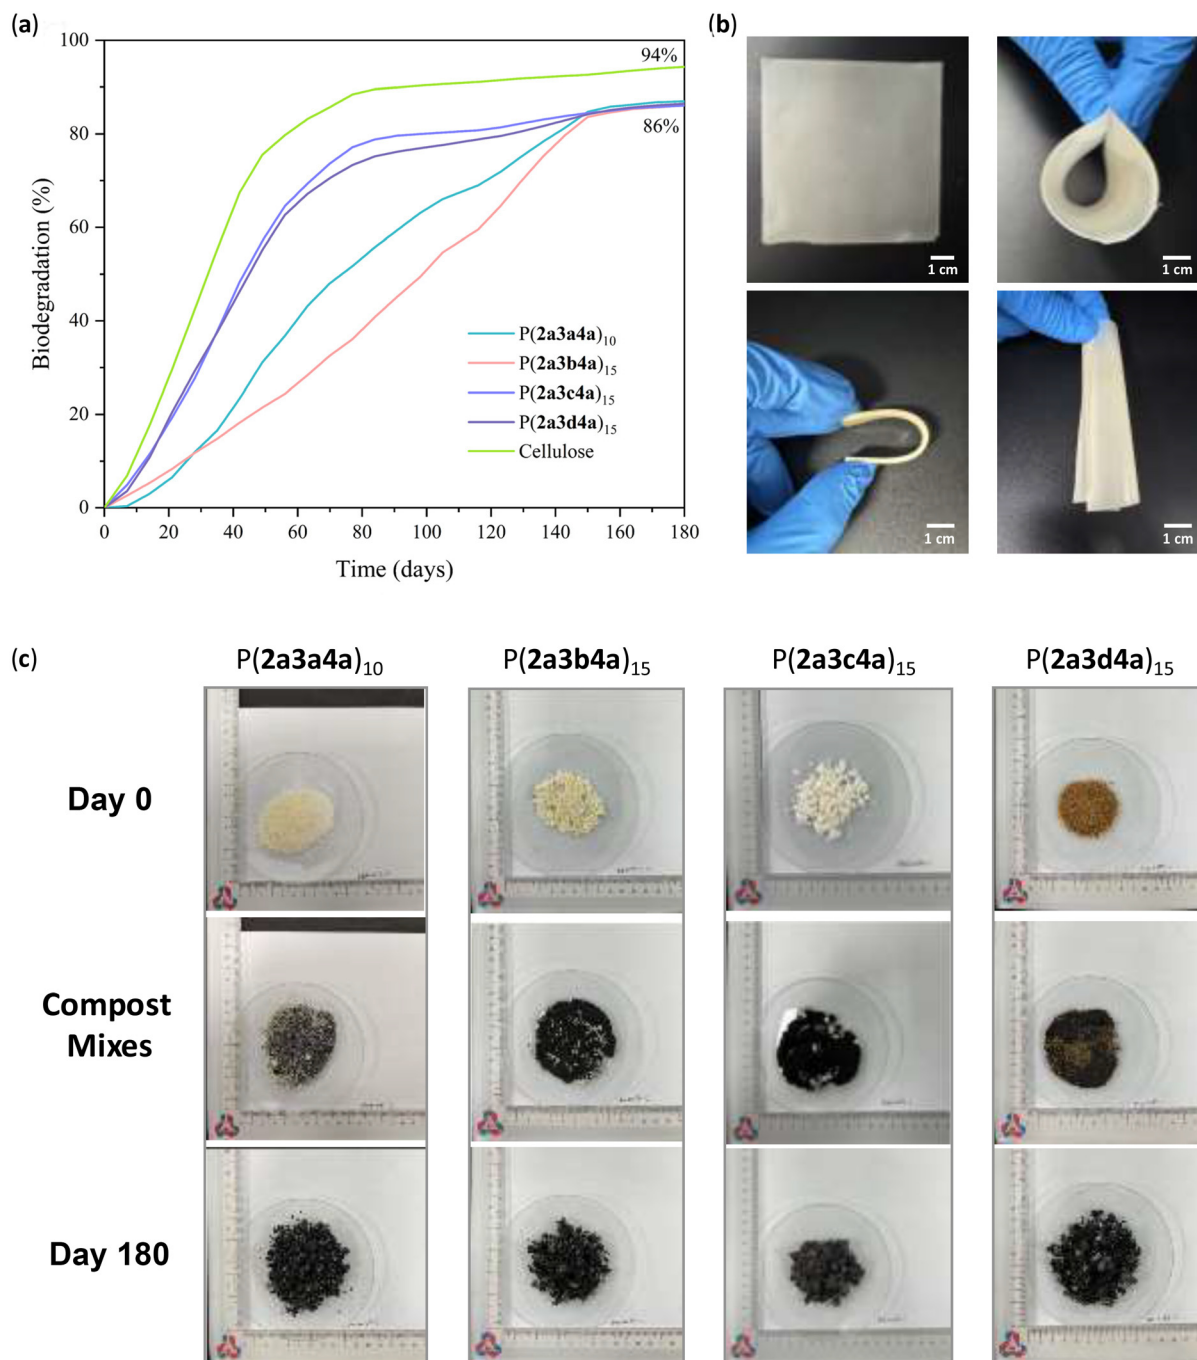 (a)
100
80
60
40
20
0
Biodegradation (%)
94%
86%
P(2a3a4a)₁₀
P(2a3b4a)₁₅
P(2a3c4a)₁₅
P(2a3d4a)₁₅
Cellulose
0 20 40 60 80 100 120 140 160 180
Time (days)
(b)
1 cm
1 cm
1 cm
1 cm
(c)
P(2a3a4a)₁₀ P(2a3b4a)₁₅ P(2a3c4a)₁₅ P(2a3d4a)₁₅
Day 0
Compost
Mixes
Day 180